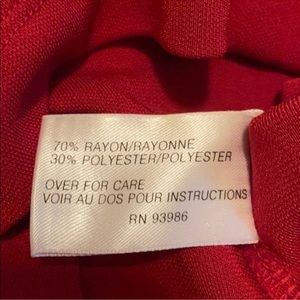 70% RAYON/RAYONNE
30% POLYESTER/POLYESTER
OVER FOR CARE
VOIR AU DOS POUR INSTRUCTIONS
RN 93986